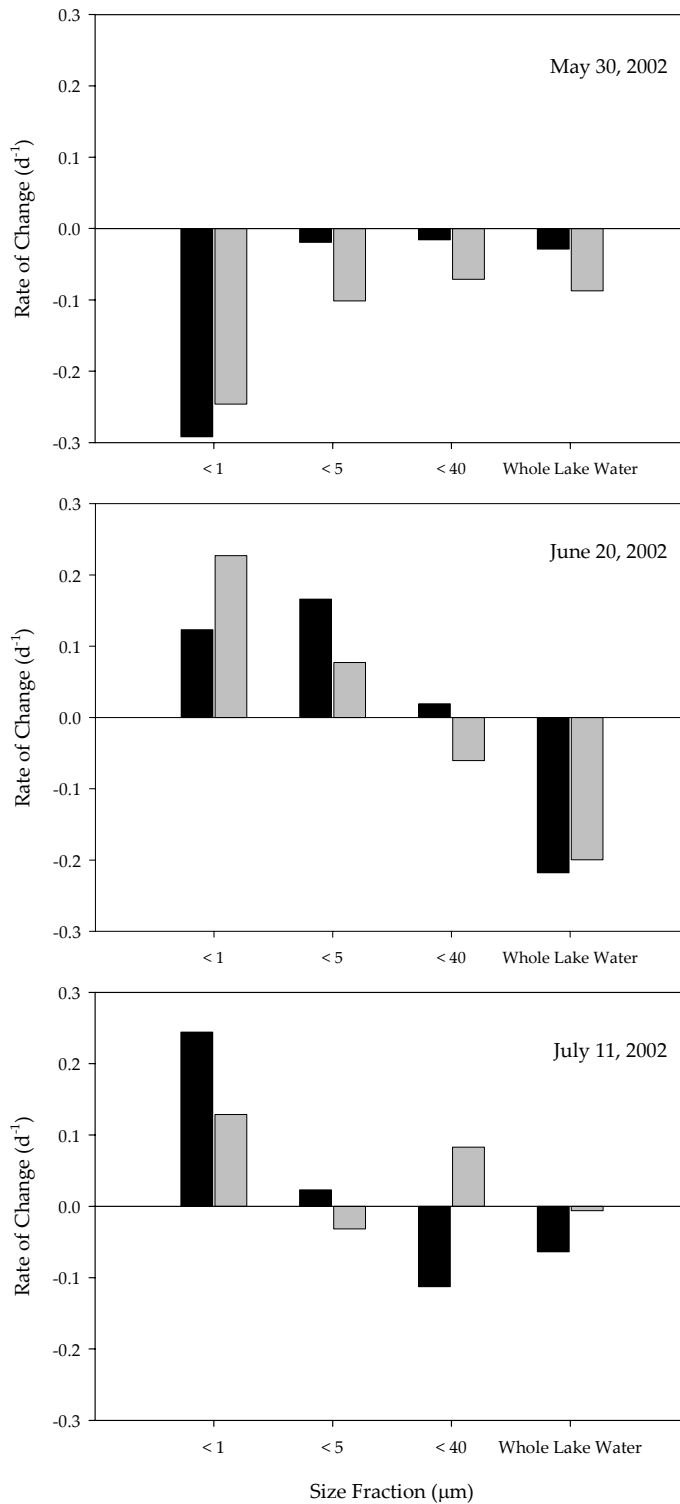 0.3
May 30, 2002
0.2
0.1
0.0
-0.1
-0.2
-0.3
Rate of Change (d⁻¹)
< 1 < 5 < 40 Whole Lake Water
0.3
June 20, 2002
0.2
0.1
0.0
-0.1
-0.2
-0.3
Rate of Change (d⁻¹)
< 1 < 5 < 40 Whole Lake Water
0.3
July 11, 2002
0.2
0.1
0.0
-0.1
-0.2
-0.3
Rate of Change (d⁻¹)
< 1 < 5 < 40 Whole Lake Water
Size Fraction (µm)